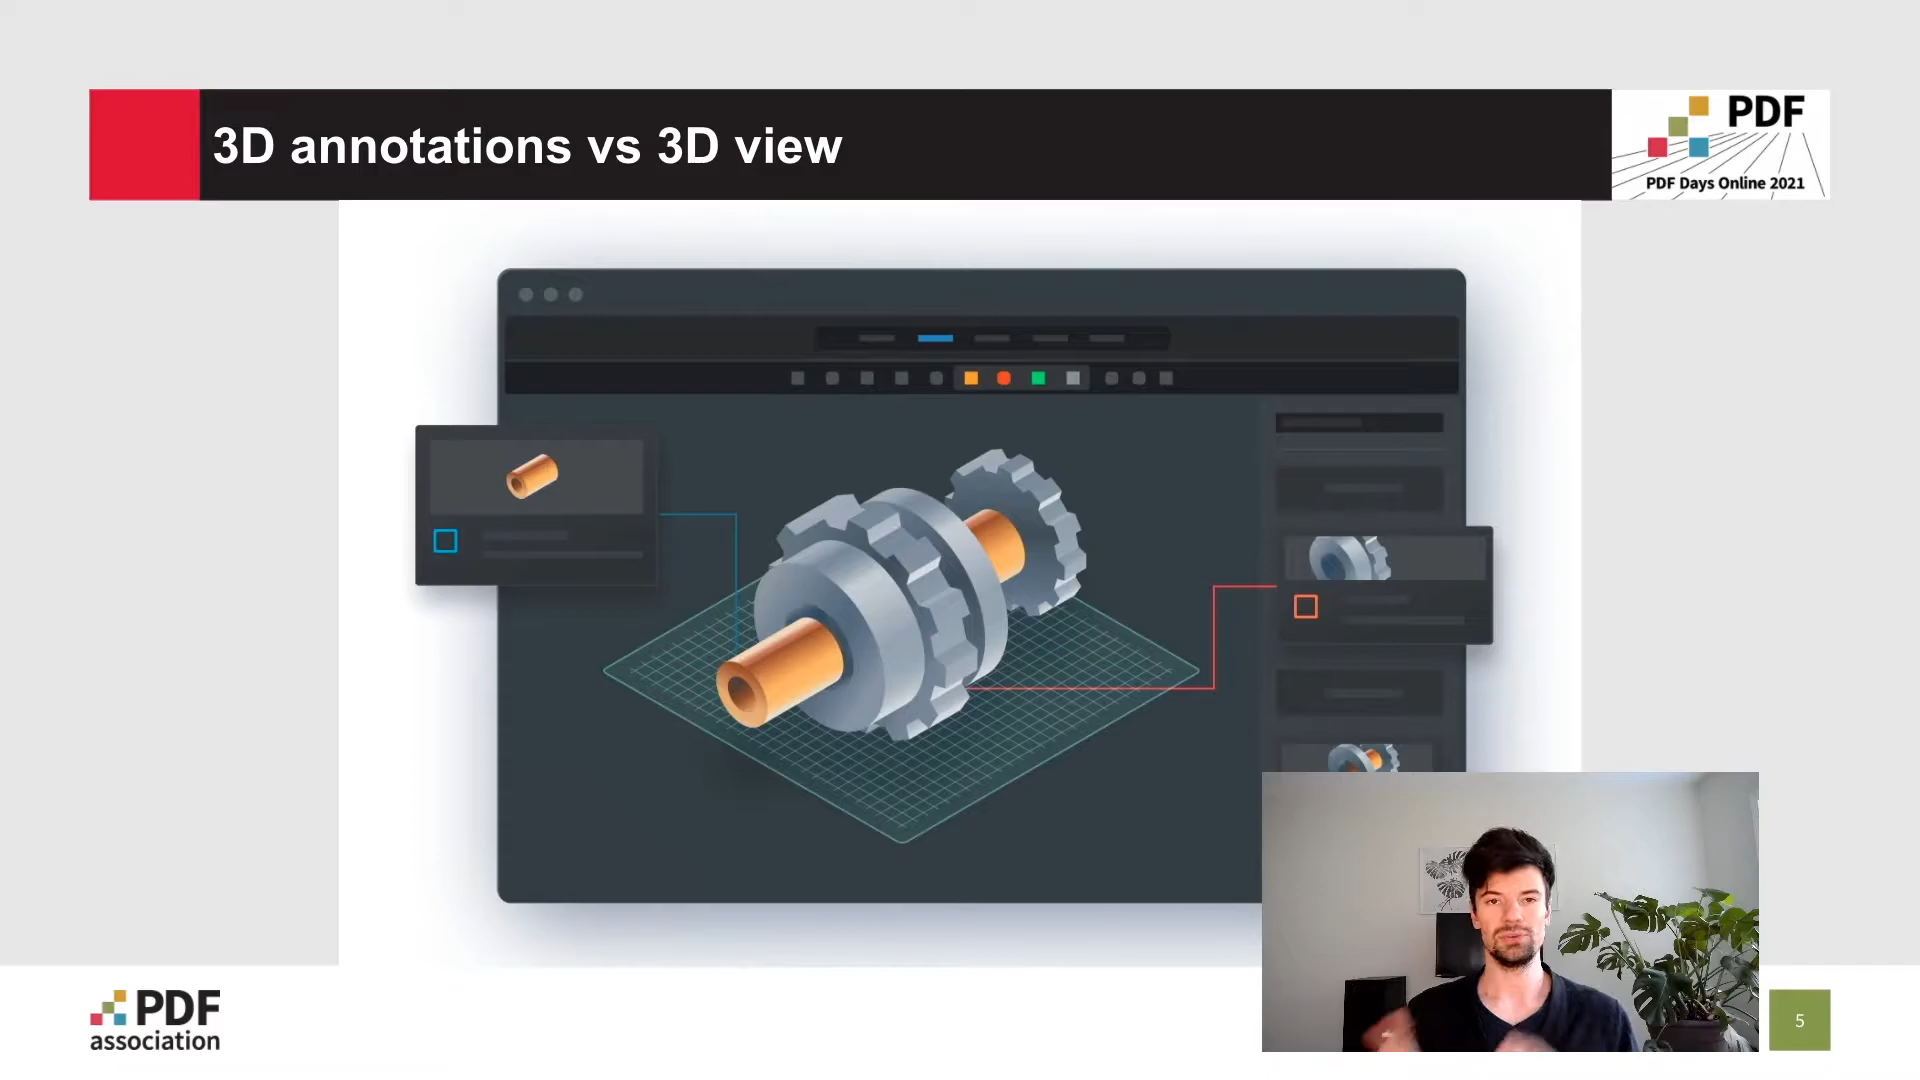 3D annotations vs 3D view
PDF
PDF Days Online 2021
PDF
association
5